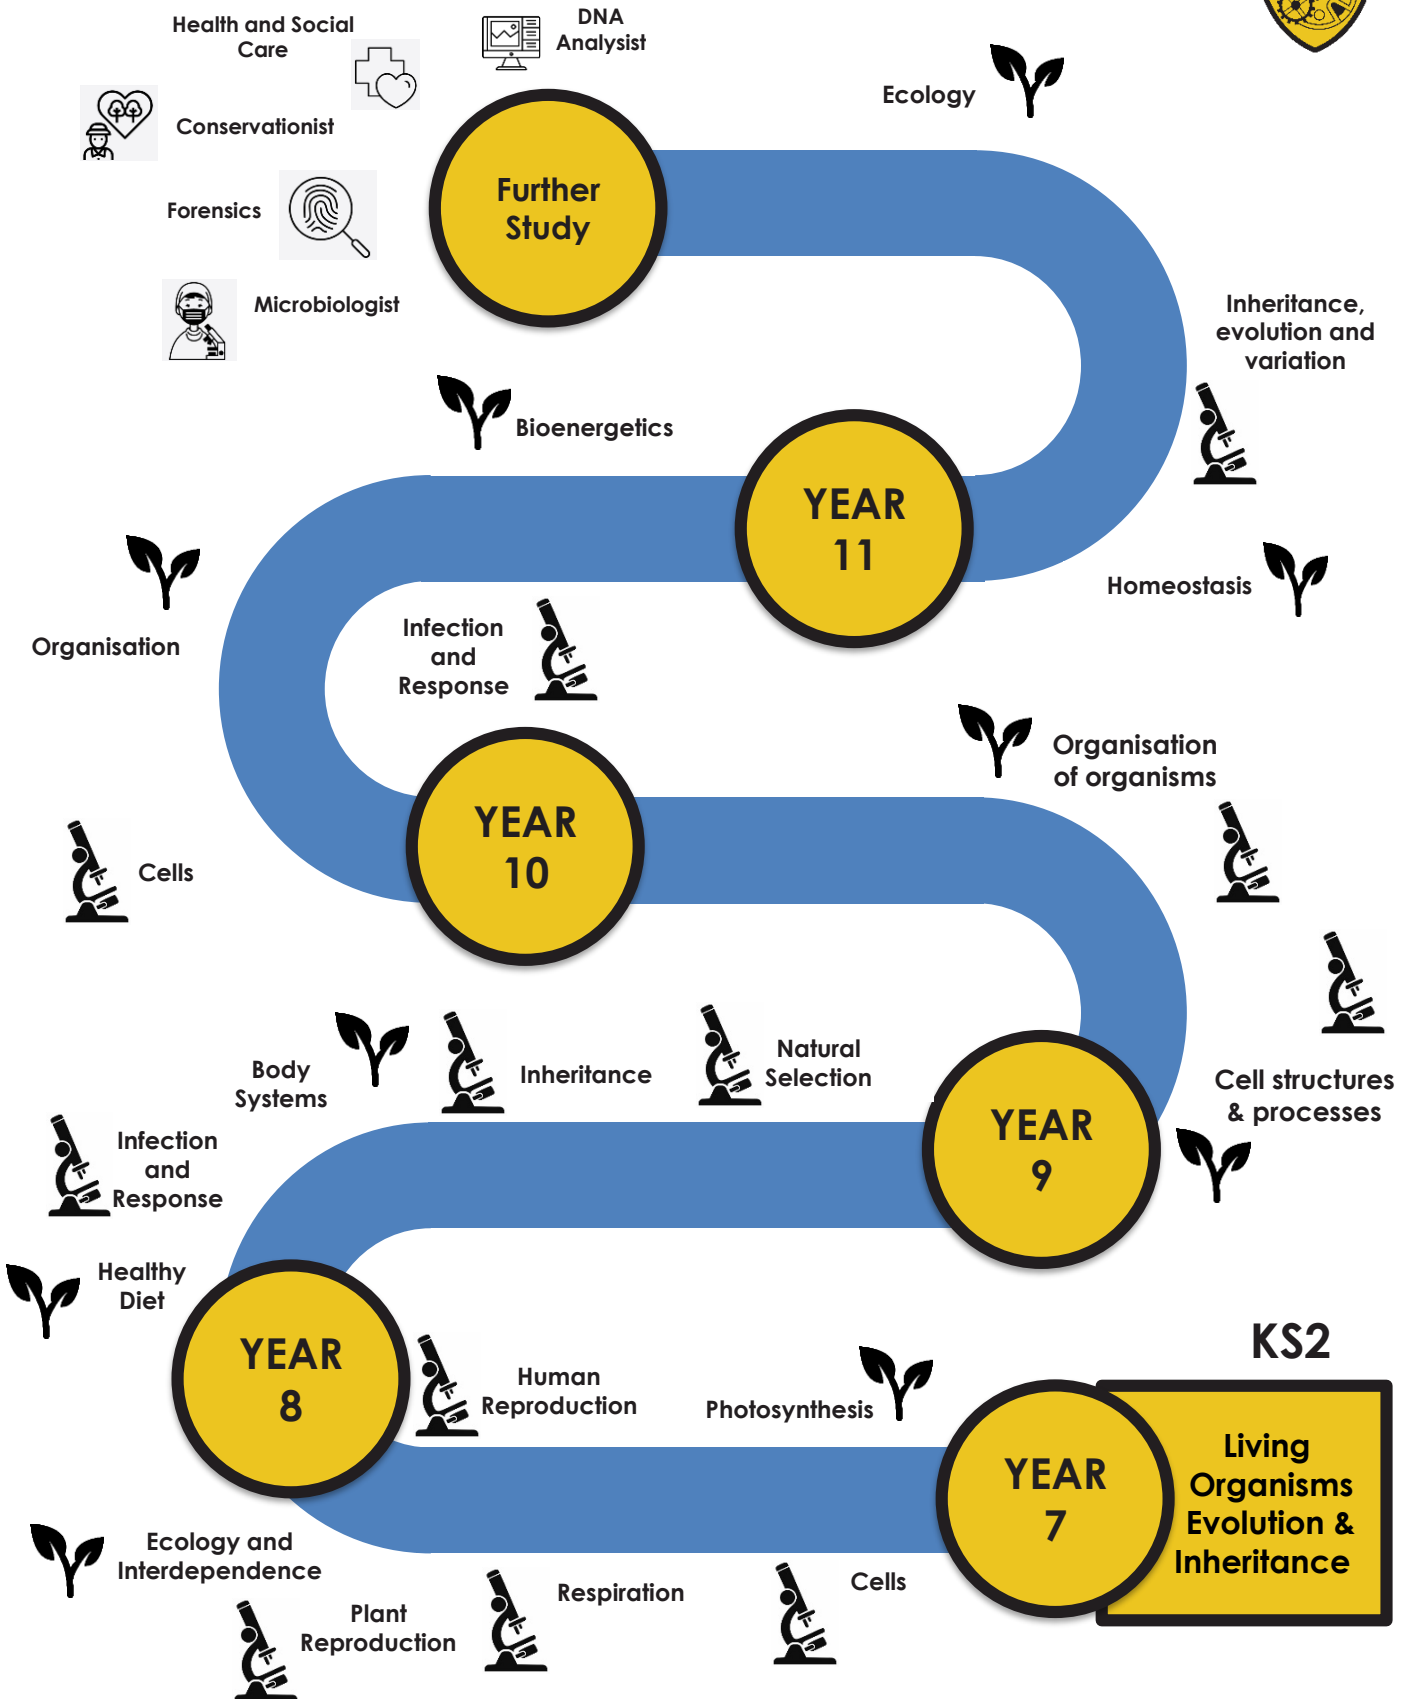 Health and Social
Care
DNA
Analysist
Ecology
Conservationist
Further
Study
Forensics
Microbiologist
Inheritance,
evolution and
variation
Bioenergetics
YEAR
11
Homeostasis
Organisation
Infection
and
Response
Organisation
of organisms
YEAR
10
Cells
Body
Systems
Inheritance
Natural
Selection
Cell structures
& processes
Infection
and
Response
YEAR
9
Healthy
Diet
KS2
YEAR
8
Human
Reproduction
Photosynthesis
Living
Organisms
Evolution &
Inheritance
YEAR
7
Ecology and
Interdependence
Plant
Reproduction
Respiration
Cells